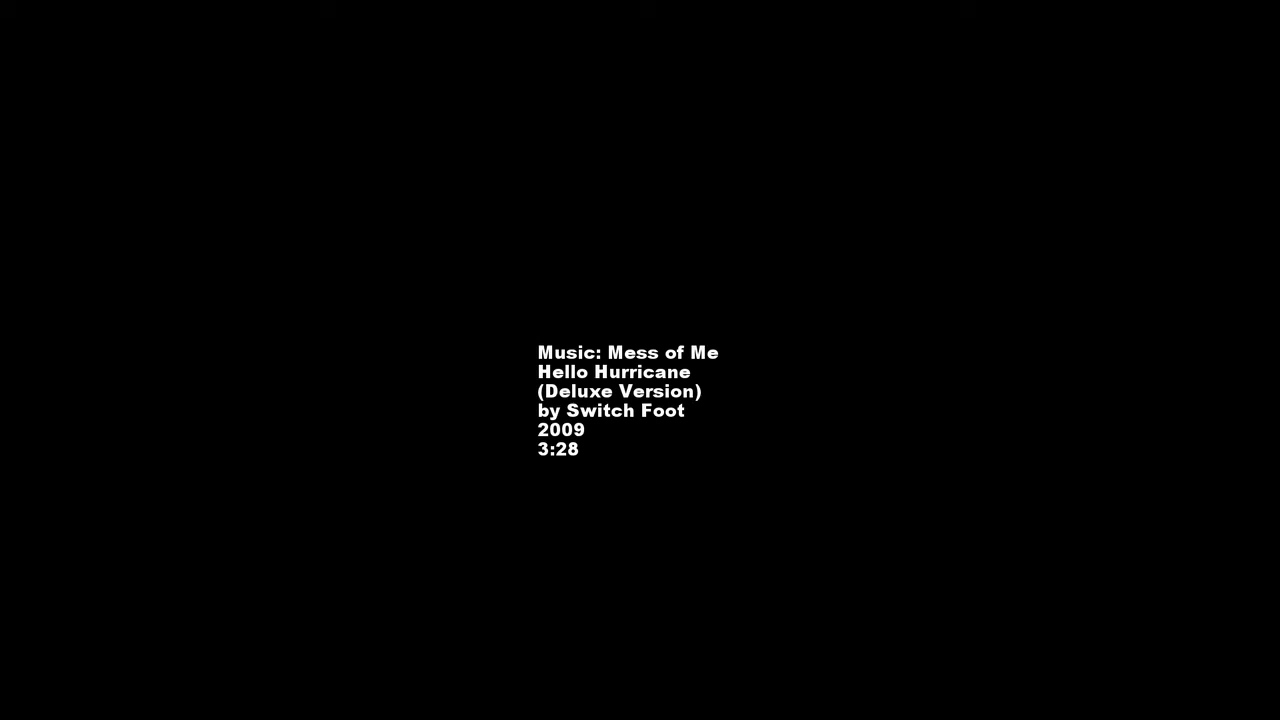 Music: Mess of Me
Hello Hurricane
(Deluxe Version)
by Switch Foot
2009
3:28